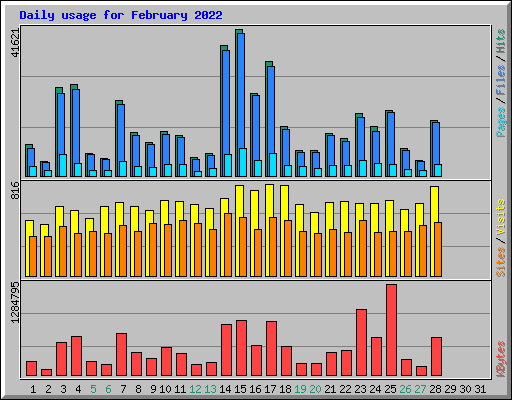 Daily usage for February 2022
41621
Pages / Files / Hits
816
Sites / Visits
1284795
KBytes
1 2 3 4 5 6 7 8 9 10 11 12 13 14 15 16 17 18 19 20 21 22 23 24 25 26 27 28 29 30 31